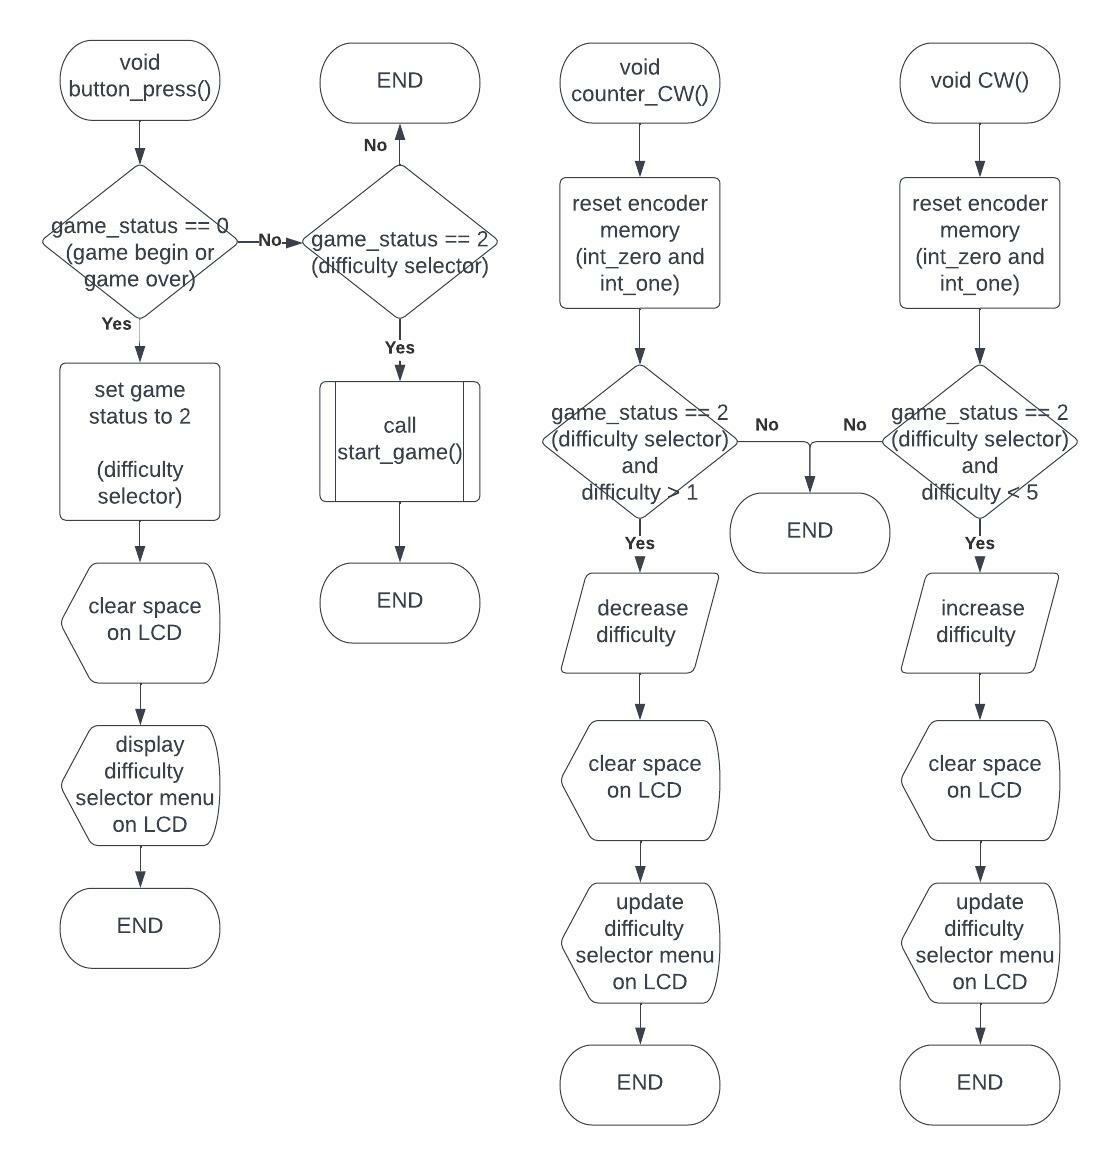 void
button_press()
game_status == 0
(game begin or
game over)
Yes
No
set game
status to 2
(difficulty
selector)
clear space
on LCD
display
difficulty
selector menu
on LCD
END
END
No
game_status == 2
(difficulty selector)
Yes
call
start_game()
END
void
counter_CW()
reset encoder
memory
(int_zero and
int_one)
game_status == 2
(difficulty selector)
and
difficulty > 1
No
Yes
decrease
difficulty
clear space
on LCD
update
difficulty
selector menu
on LCD
END
END
void CW()
reset encoder
memory
(int_zero and
int_one)
game_status == 2
(difficulty selector)
and
difficulty < 5
No
Yes
increase
difficulty
clear space
on LCD
update
difficulty
selector menu
on LCD
END